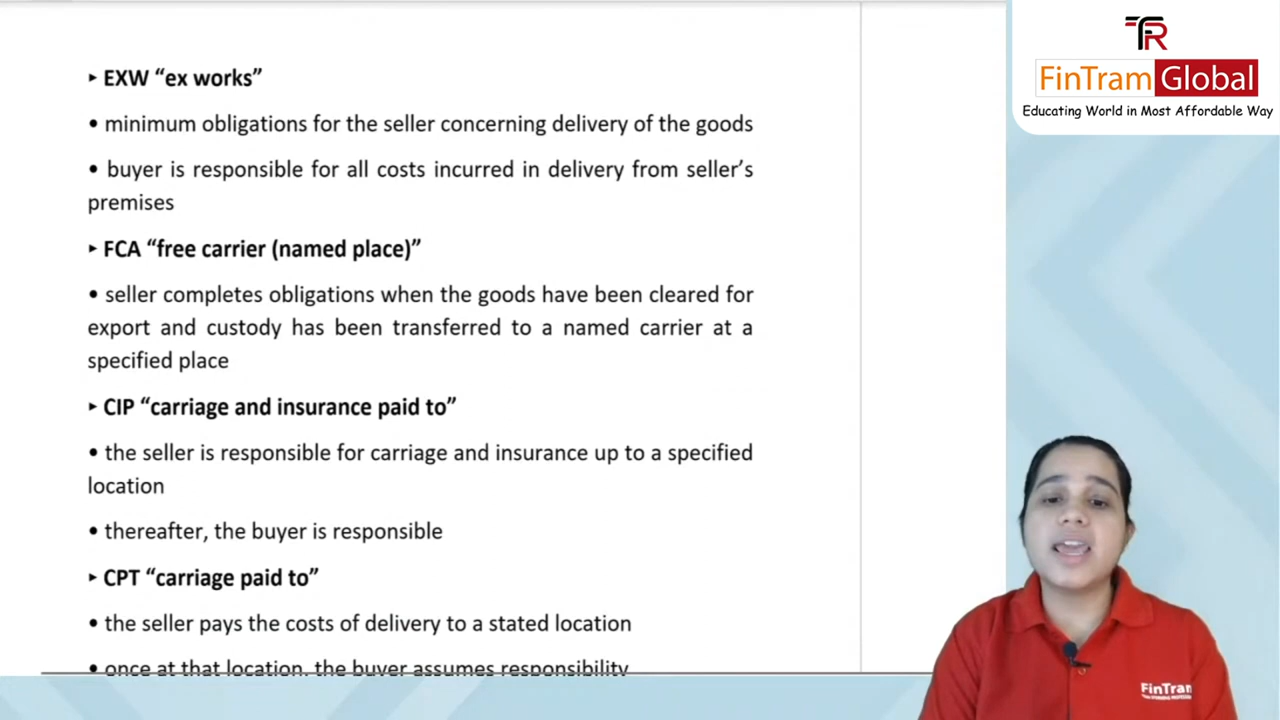 ▸ EXW “ex works”
• minimum obligations for the seller concerning delivery of the goods
• buyer is responsible for all costs incurred in delivery from seller’s
premises
▸ FCA “free carrier (named place)”
• seller completes obligations when the goods have been cleared for
export and custody has been transferred to a named carrier at a
specified place
▸ CIP “carriage and insurance paid to”
• the seller is responsible for carriage and insurance up to a specified
location
• thereafter, the buyer is responsible
▸ CPT “carriage paid to”
• the seller pays the costs of delivery to a stated location
• once at that location, the buyer assumes responsibility
FinTram Global
Educating World in Most Affordable Way
FinTram